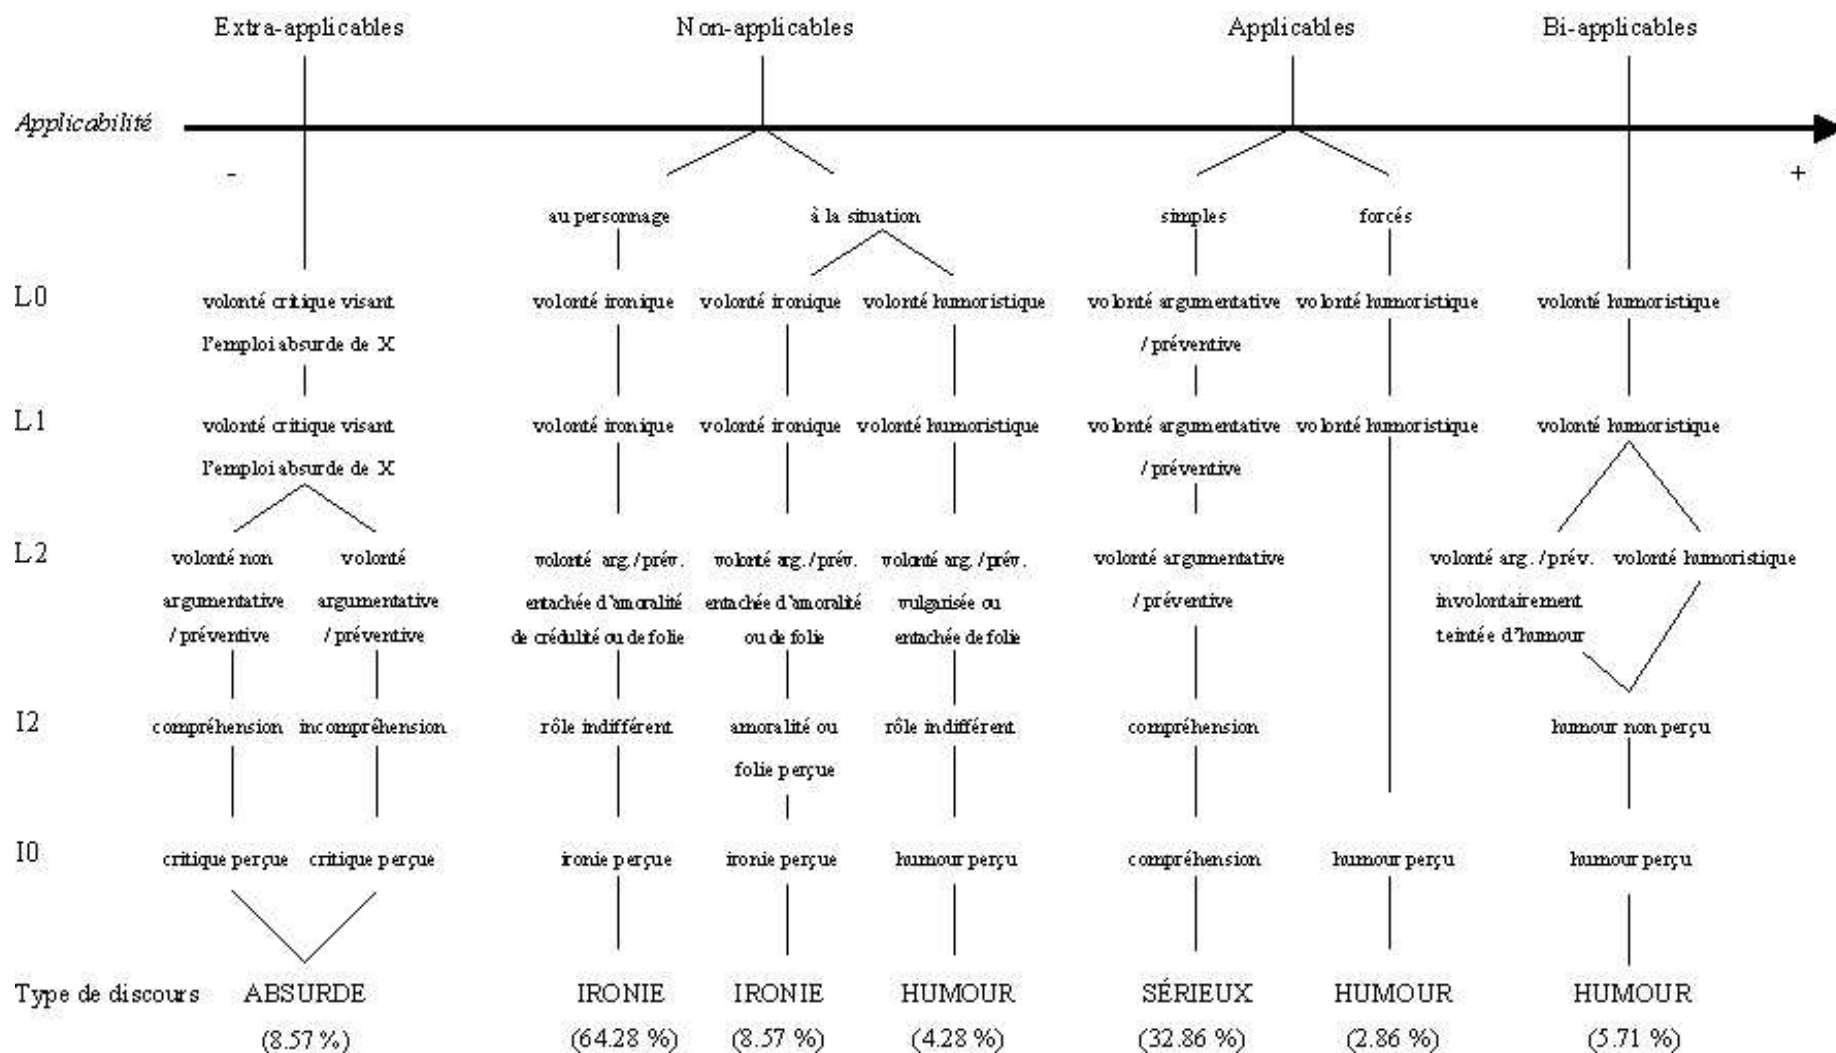 Extra-applicables Non-applicables Applicables Bi-applicables
Applicabilité
- +
au personnage à la situation simples forcés
L0 volonté critique visant volonté ironique volonté ironique volonté humoristique volonté argumentative volonté humoristique volonté humoristique
l'emploi absurde de X / préventive
L1 volonté critique visant volonté ironique volonté ironique volonté humoristique volonté argumentative volonté humoristique volonté humoristique
l'emploi absurde de X / préventive
L2 volonté non volonté volonté arg. / prév. volonté arg. / prév. volonté arg. / prév. volonté argumentative volonté arg. / prév. volonté humoristique
argumentative argumentative entachée d'amoralité entachée d'amoralité vulgarisée ou / préventive involontairement
/ préventive / préventive de crédulité ou de folie ou de folie entachée de folie teintée d'humour
I2 compréhension incompréhension rôle indifférent amoralité ou rôle indifférent compréhension humour non perçu
folie perçue
I0 critique perçue critique perçue ironie perçue ironie perçue humour perçu compréhension humour perçu humour perçu
Type de discours ABSURDE IRONIE IRONIE HUMOUR SÉRIEUX HUMOUR HUMOUR
(8.57 %) (64.28 %) (8.57 %) (4.28 %) (32.86 %) (2.86 %) (5.71 %)